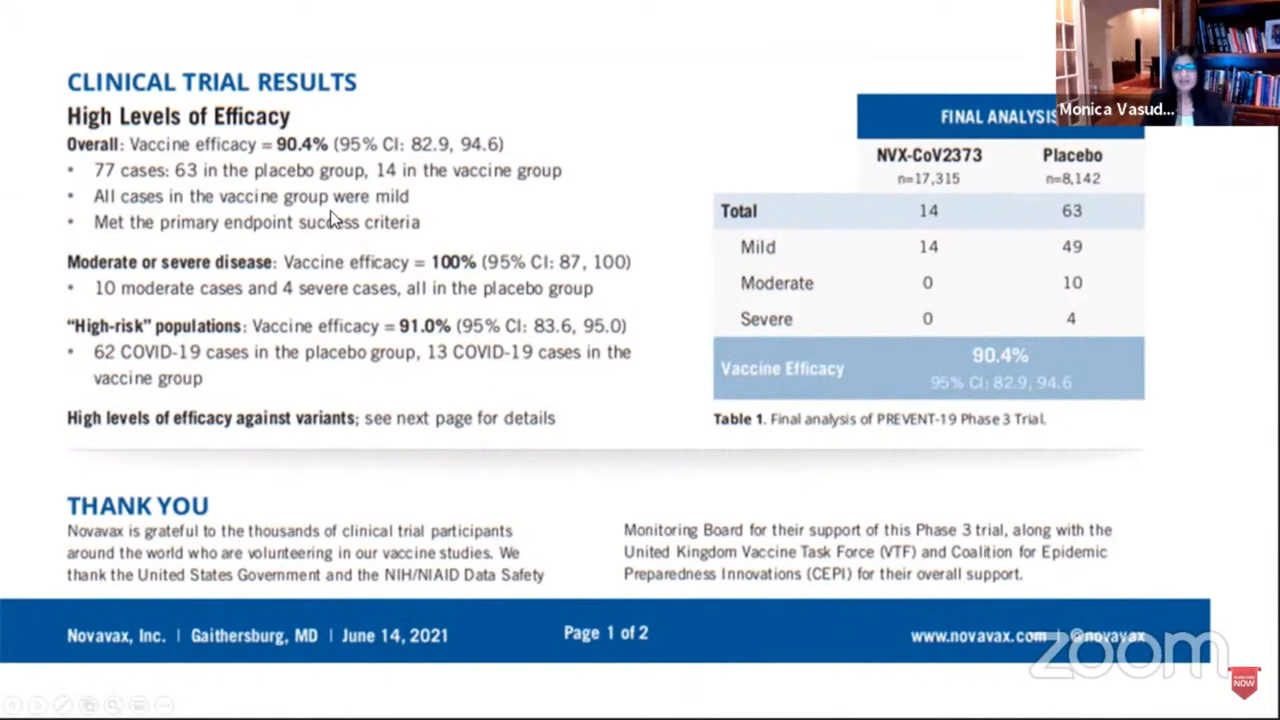 CLINICAL TRIAL RESULTS
High Levels of Efficacy
Overall: Vaccine efficacy = 90.4% (95% CI: 82.9, 94.6)
• 77 cases: 63 in the placebo group, 14 in the vaccine group
• All cases in the vaccine group were mild
• Met the primary endpoint success criteria
Moderate or severe disease: Vaccine efficacy = 100% (95% CI: 87, 100)
• 10 moderate cases and 4 severe cases, all in the placebo group
“High-risk” populations: Vaccine efficacy = 91.0% (95% CI: 83.6, 95.0)
• 62 COVID-19 cases in the placebo group, 13 COVID-19 cases in the
vaccine group
High levels of efficacy against variants; see next page for details
Monica Vasud...
FINAL ANALYSIS
NVX-CoV2373 Placebo
n=17,315 n=8,142
Total 14 63
Mild 14 49
Moderate 0 10
Severe 0 4
Vaccine Efficacy 90.4%
95% CI: 82.9, 94.6
Table 1. Final analysis of PREVENT-19 Phase 3 Trial.
THANK YOU
Novavax is grateful to the thousands of clinical trial participants
around the world who are volunteering in our vaccine studies. We
thank the United States Government and the NIH/NIAID Data Safety
Monitoring Board for their support of this Phase 3 trial, along with the
United Kingdom Vaccine Task Force (VTF) and Coalition for Epidemic
Preparedness Innovations (CEPI) for their overall support.
Novavax, Inc. | Gaithersburg, MD | June 14, 2021 Page 1 of 2 www.novavax.com | @novavax
zoom
SUBSCRIBE
NOW